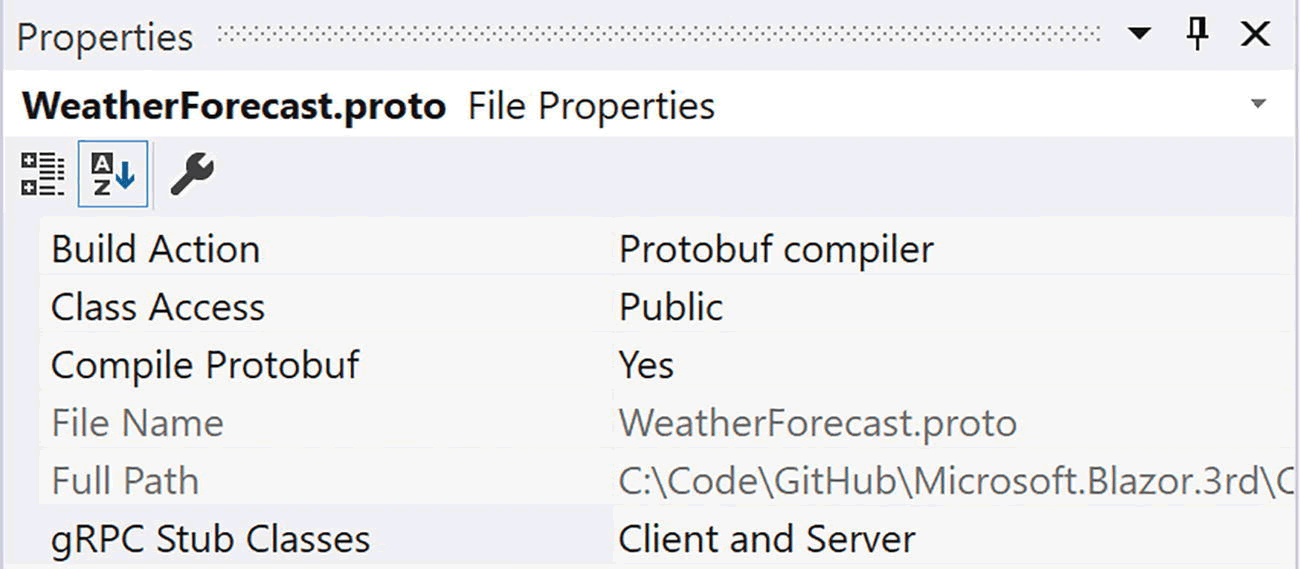 Properties
WeatherForecast.proto File Properties
Build Action Protobuf compiler
Class Access Public
Compile Protobuf Yes
File Name WeatherForecast.proto
Full Path C:\Code\GitHub\Microsoft.Blazor.3rd\C
gRPC Stub Classes Client and Server